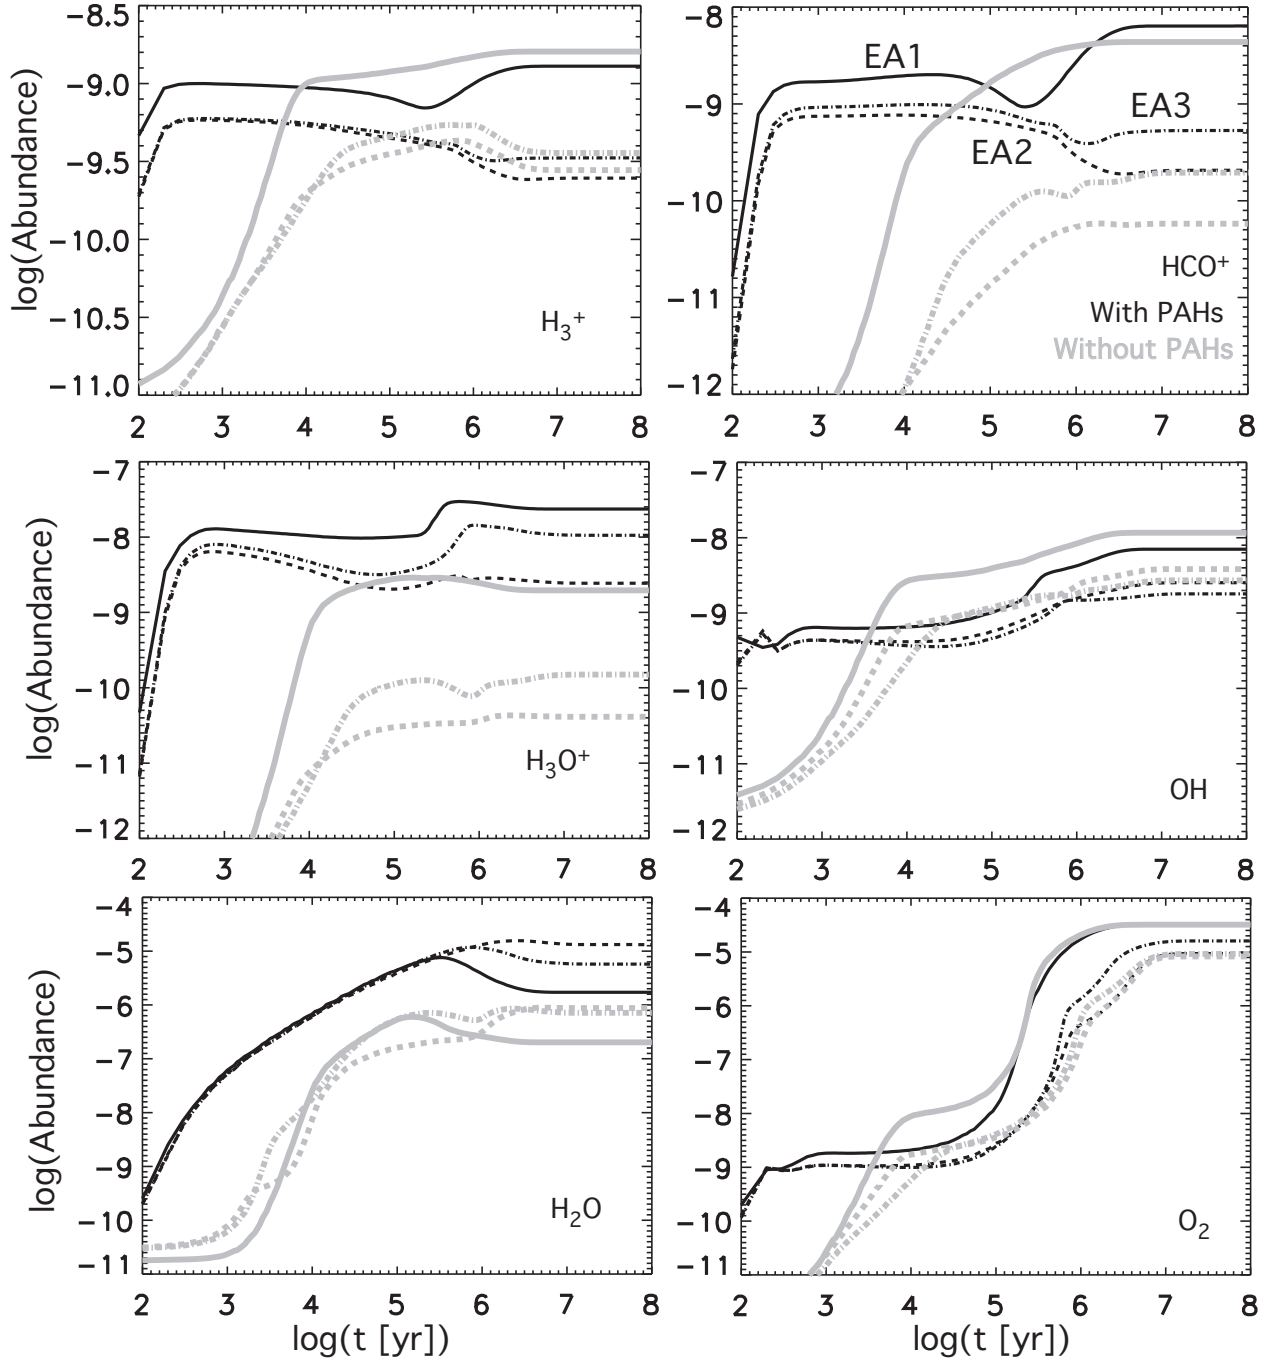 −8.5
−9.0
−9.5
−10.0
−10.5
−11.0
log(Abundance)
H₃⁺
2 3 4 5 6 7 8
−8
−9
−10
−11
−12
EA1
EA3
EA2
HCO⁺
With PAHs
Without PAHs
2 3 4 5 6 7 8
−7
−8
−9
−10
−11
−12
log(Abundance)
H₃O⁺
2 3 4 5 6 7 8
−7
−8
−9
−10
−11
−12
OH
2 3 4 5 6 7 8
−4
−5
−6
−7
−8
−9
−10
−11
log(Abundance)
H₂O
2 3 4 5 6 7 8
log(t [yr])
−4
−5
−6
−7
−8
−9
−10
−11
O₂
2 3 4 5 6 7 8
log(t [yr])